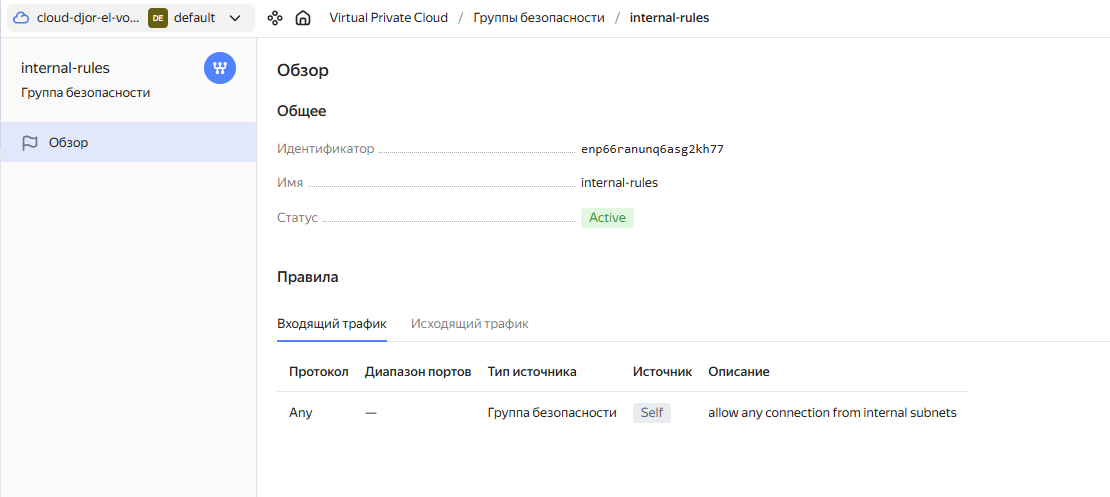 cloud-djor-el-vo... DE default Virtual Private Cloud / Группы безопасности / internal-rules
internal-rules
Группа безопасности
Обзор
Обзор
Общее
Идентификатор enp66ranunq6asg2kh77
Имя internal-rules
Статус Active
Правила
Входящий трафик Исходящий трафик
Протокол Диапазон портов Тип источника Источник Описание
Any — Группа безопасности Self allow any connection from internal subnets